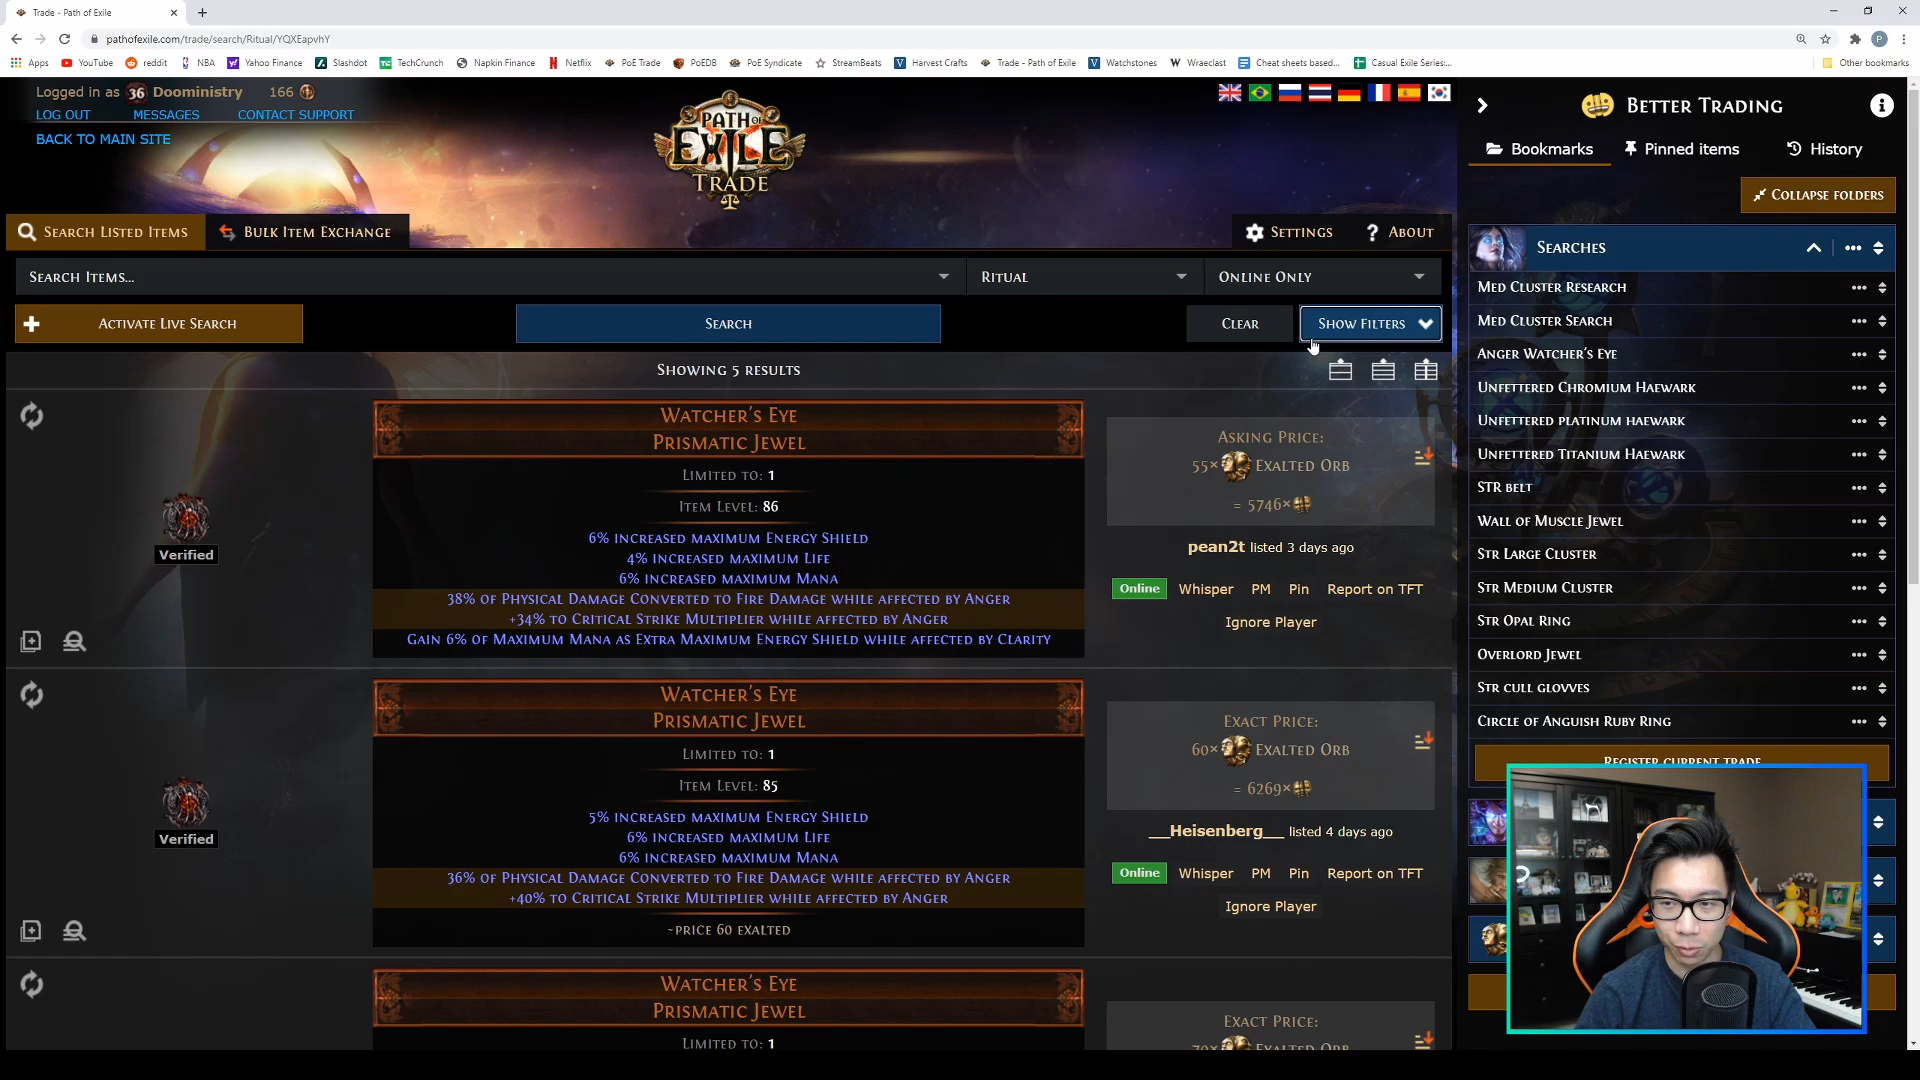 Trade - Path of Exile
pathofexile.com/trade/search/Ritual/YQXEapvhY
Apps YouTube reddit NBA Yahoo Finance Slashdot TechCrunch Napkin Finance Netflix PoE Trade PoEDB PoE Syndicate StreamBeats Harvest Crafts Trade - Path of Exile Watchstones Wraeclast Cheat sheets based... Casual Exile Series:... Other bookmarks
Logged in as 36 Dooministry 166
LOG OUT MESSAGES CONTACT SUPPORT
BACK TO MAIN SITE
PATH OF EXILE TRADE
Search Listed Items Bulk Item Exchange Settings ? About
Search Items... Ritual Online Only
Activate Live Search Search Clear Show Filters
Showing 5 results
Watcher's Eye
Prismatic Jewel
Limited to: 1
Item Level: 86
6% increased maximum Energy Shield
4% increased maximum Life
6% increased maximum Mana
38% of Physical Damage Converted to Fire Damage while affected by Anger
+34% to Critical Strike Multiplier while affected by Anger
Gain 6% of Maximum Mana as Extra Maximum Energy Shield while affected by Clarity
Verified
Asking Price:
55× Exalted Orb
= 5746×
pean2t listed 3 days ago
Online Whisper PM Pin Report on TFT
Ignore Player
Watcher's Eye
Prismatic Jewel
Limited to: 1
Item Level: 85
5% increased maximum Energy Shield
6% increased maximum Life
6% increased maximum Mana
36% of Physical Damage Converted to Fire Damage while affected by Anger
+40% to Critical Strike Multiplier while affected by Anger
~price 60 exalted
Verified
Exact Price:
60× Exalted Orb
= 6269×
__Heisenberg__ listed 4 days ago
Online Whisper PM Pin Report on TFT
Ignore Player
Watcher's Eye
Prismatic Jewel
Limited to: 1
Exact Price:
70× Exalted Orb
Better Trading
Bookmarks Pinned items History
Collapse folders
Searches
Med Cluster Research
Med Cluster Search
Anger Watcher's Eye
Unfettered Chromium Haewark
Unfettered platinum haewark
Unfettered Titanium Haewark
STR belt
Wall of Muscle Jewel
Str Large Cluster
Str Medium Cluster
Str Opal Ring
Overlord Jewel
Str cull glovves
Circle of Anguish Ruby Ring
Register current trade